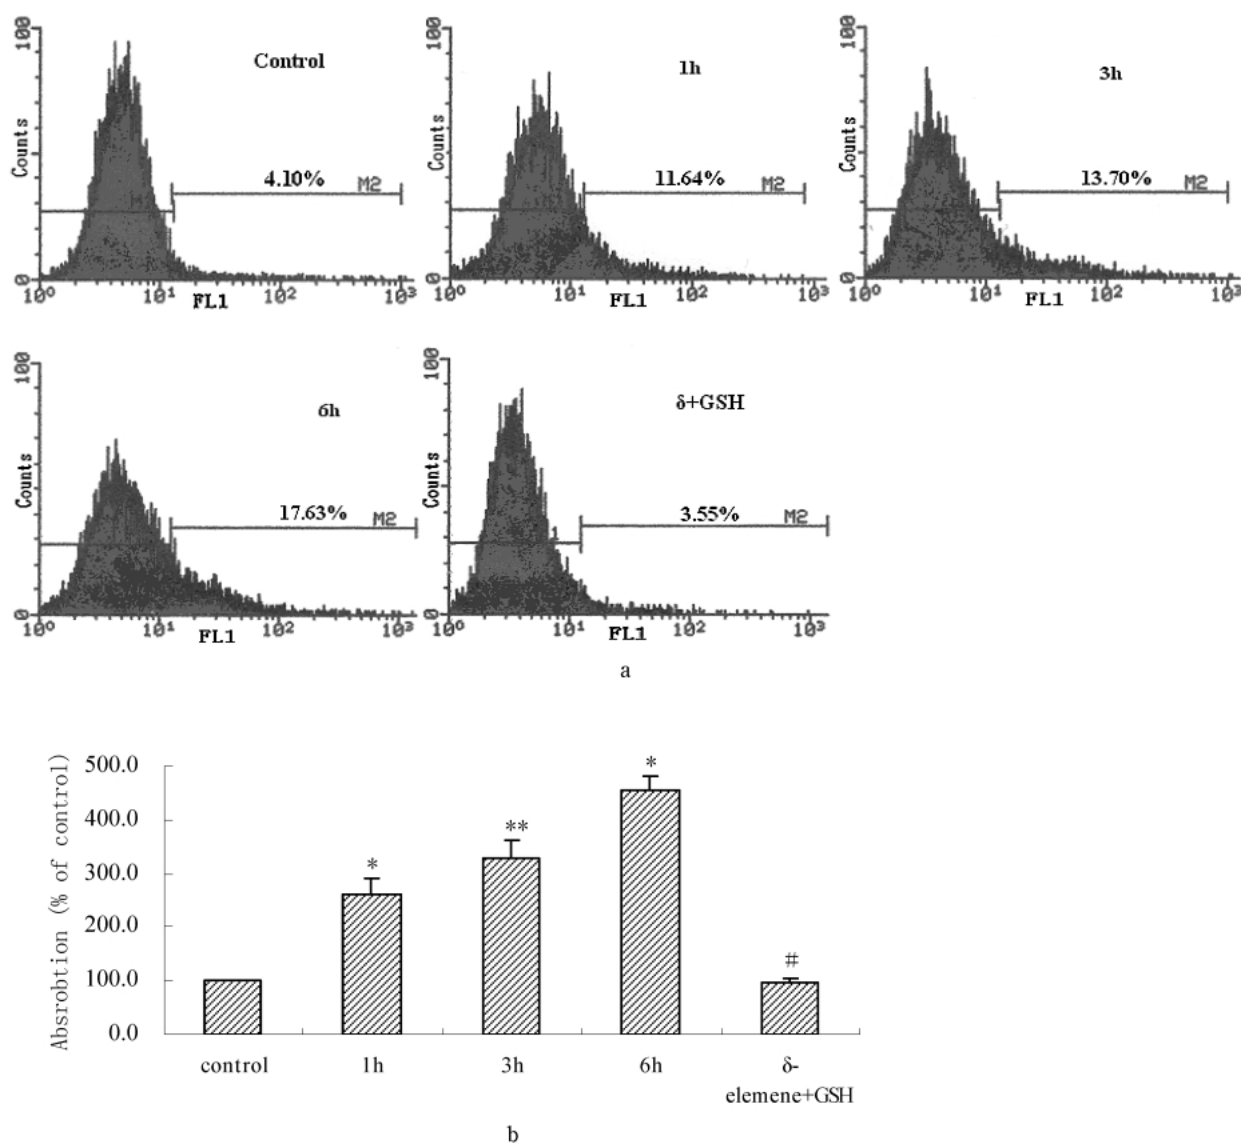 100
Counts
0
Control
4.10%
M2
10⁰ 10¹ 10² 10³
FL1
100
Counts
0
1h
11.64%
M2
10⁰ 10¹ 10² 10³
FL1
100
Counts
0
3h
13.70%
M2
10⁰ 10¹ 10² 10³
FL1
100
Counts
0
6h
17.63%
M2
10⁰ 10¹ 10² 10³
FL1
100
Counts
0
δ+GSH
3.55%
M2
10⁰ 10¹ 10² 10³
FL1
a
Absrobtion (% of control)
500.0
400.0
300.0
200.0
100.0
0.0
* ** * #
control 1h 3h 6h δ-
elemene+GSH
b